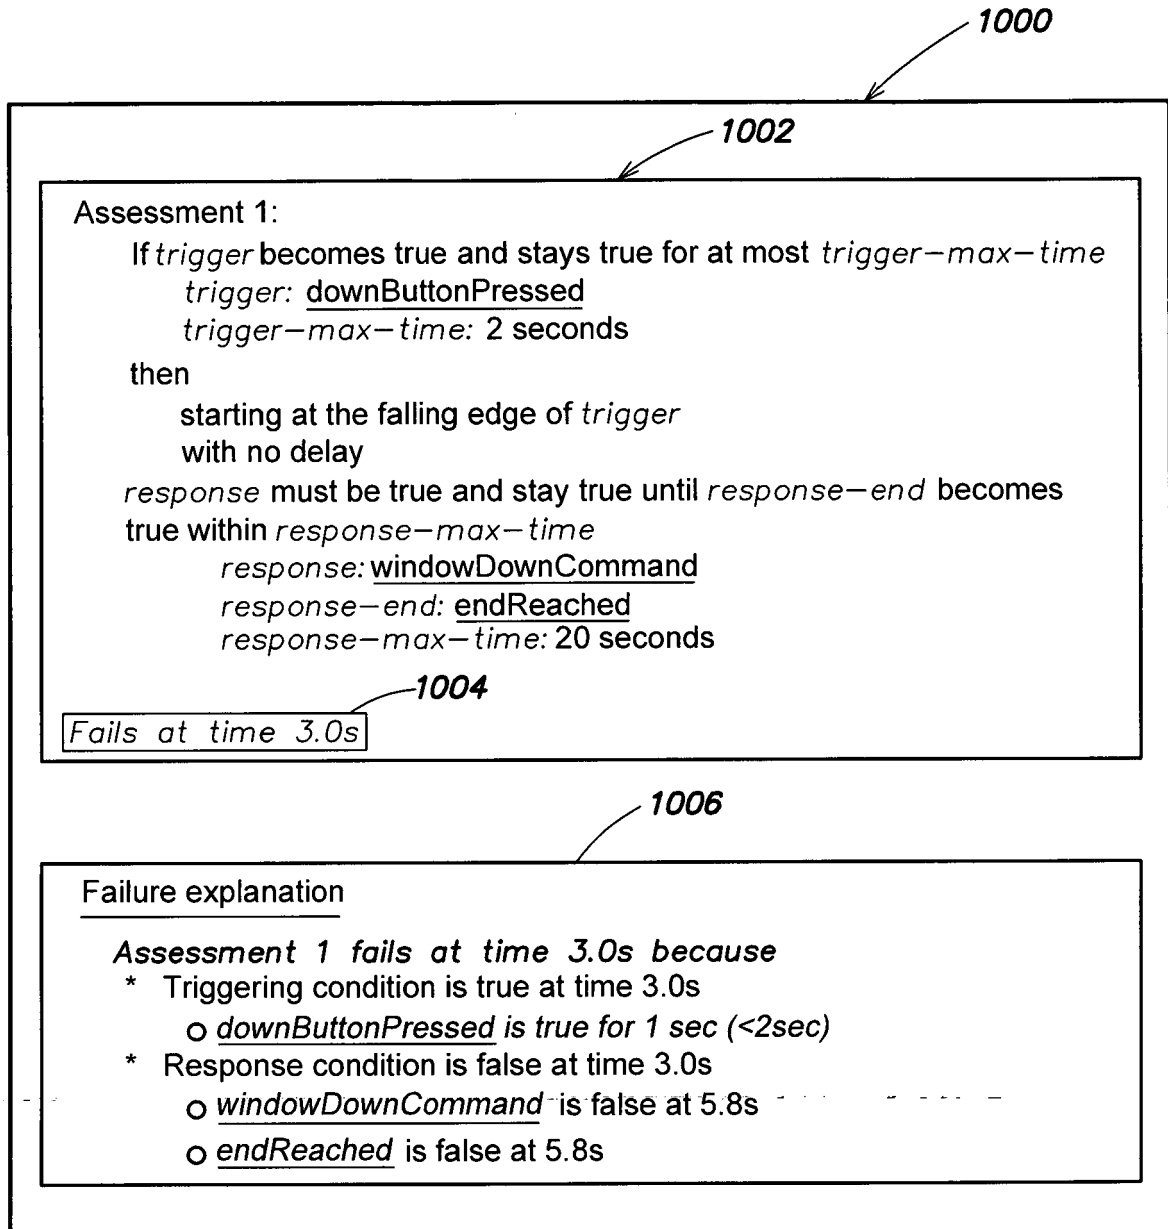 1000
1002
Assessment 1:
If trigger becomes true and stays true for at most trigger-max-time
trigger: downButtonPressed
trigger-max-time: 2 seconds
then
starting at the falling edge of trigger
with no delay
response must be true and stay true until response-end becomes
true within response-max-time
response: windowDownCommand
response-end: endReached
response-max-time: 20 seconds
1004
Fails at time 3.0s
1006
Failure explanation
Assessment 1 fails at time 3.0s because
* Triggering condition is true at time 3.0s
o downButtonPressed is true for 1 sec (<2sec)
* Response condition is false at time 3.0s
o windowDownCommand is false at 5.8s
o endReached is false at 5.8s